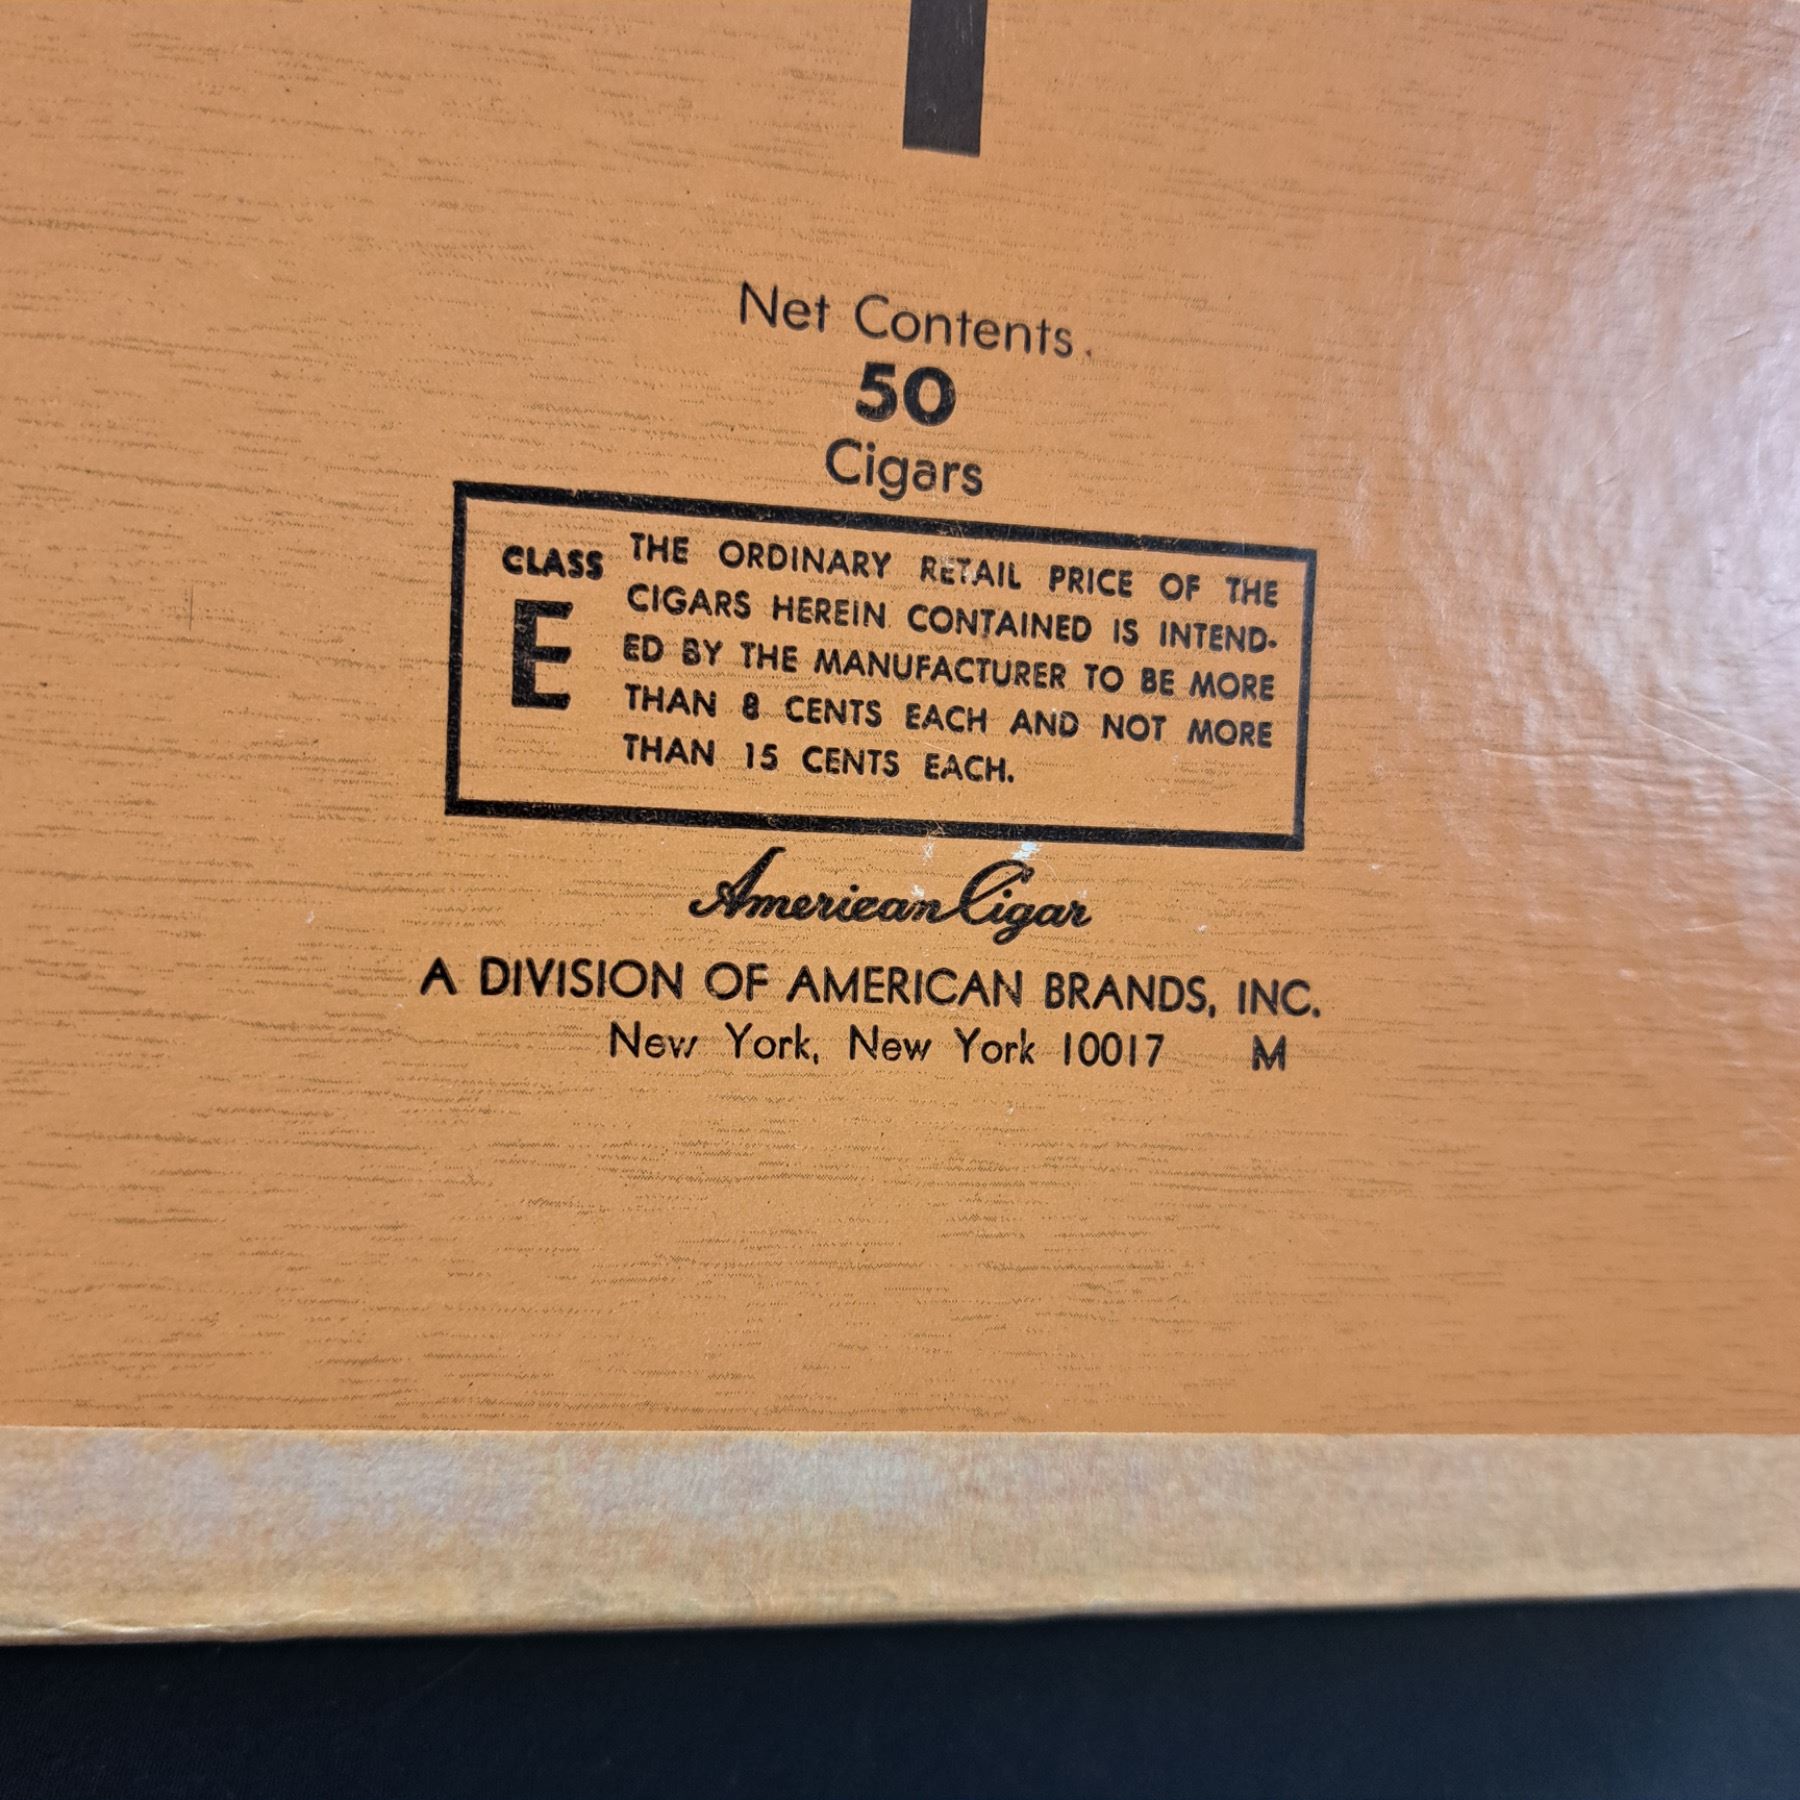 Net Contents.
50
Cigars
CLASS
E
THE ORDINARY RETAIL PRICE OF THE
CIGARS HEREIN CONTAINED IS INTEND-
ED BY THE MANUFACTURER TO BE MORE
THAN 8 CENTS EACH AND NOT MORE
THAN 15 CENTS EACH.
American Cigar
A DIVISION OF AMERICAN BRANDS, INC.
New York, New York 10017 M